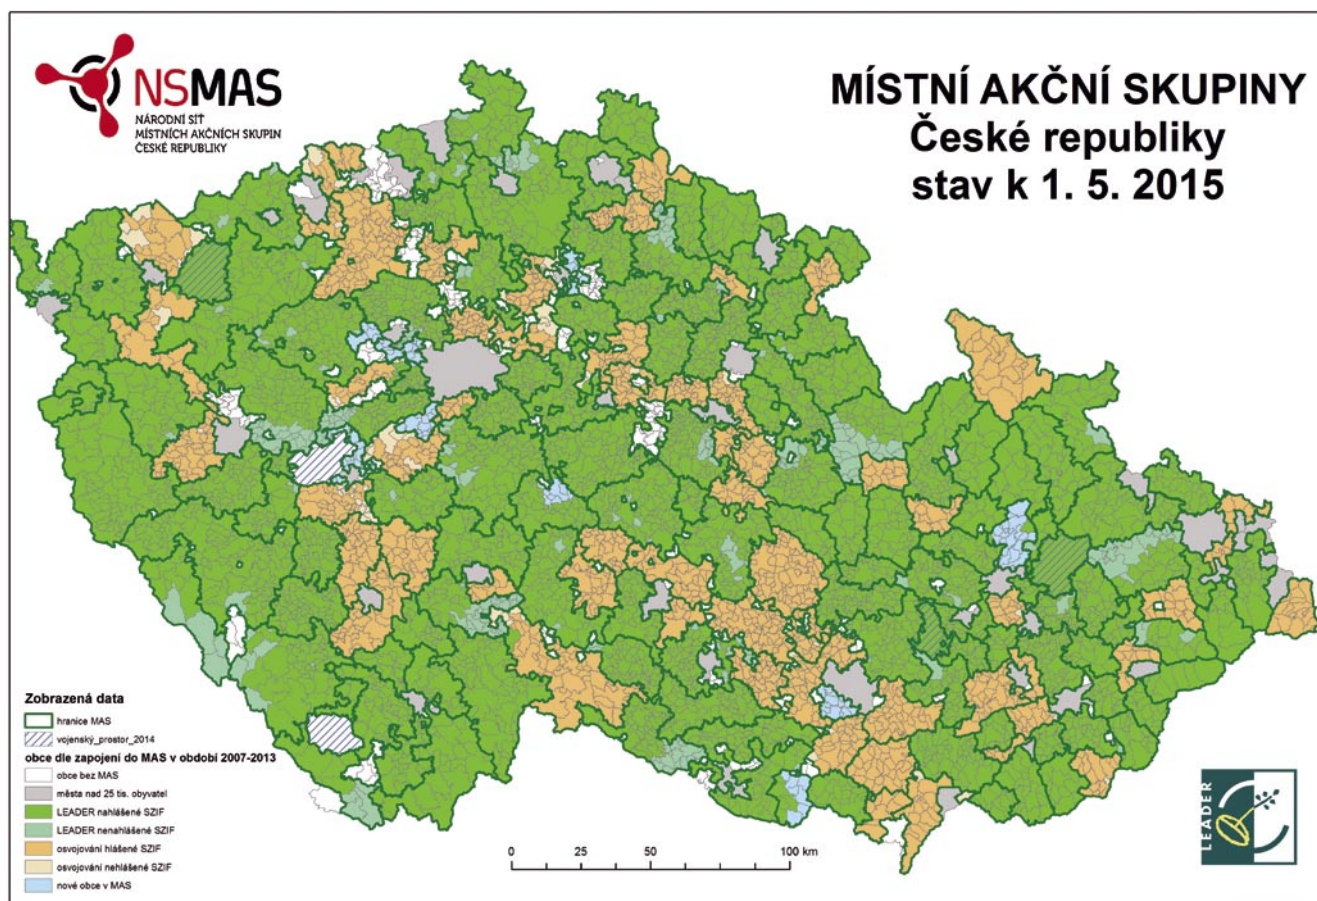 NSMAS
NÁRODNÍ SÍŤ
MÍSTNÍCH AKČNÍCH SKUPIN
ČESKÉ REPUBLIKY
MÍSTNÍ AKČNÍ SKUPINY
České republiky
stav k 1. 5. 2015
Zobrazená data
hranice MAS
vojenský_prostor_2014
obce dle zapojení do MAS v období 2007-2013
obce bez MAS
města nad 25 tis. obyvatel
LEADER nahlášené SZIF
LEADER nenahlášené SZIF
osvojování hlášené SZIF
osvojování nehlášené SZIF
nové obce v MAS
0 25 50 100 km
LEADER